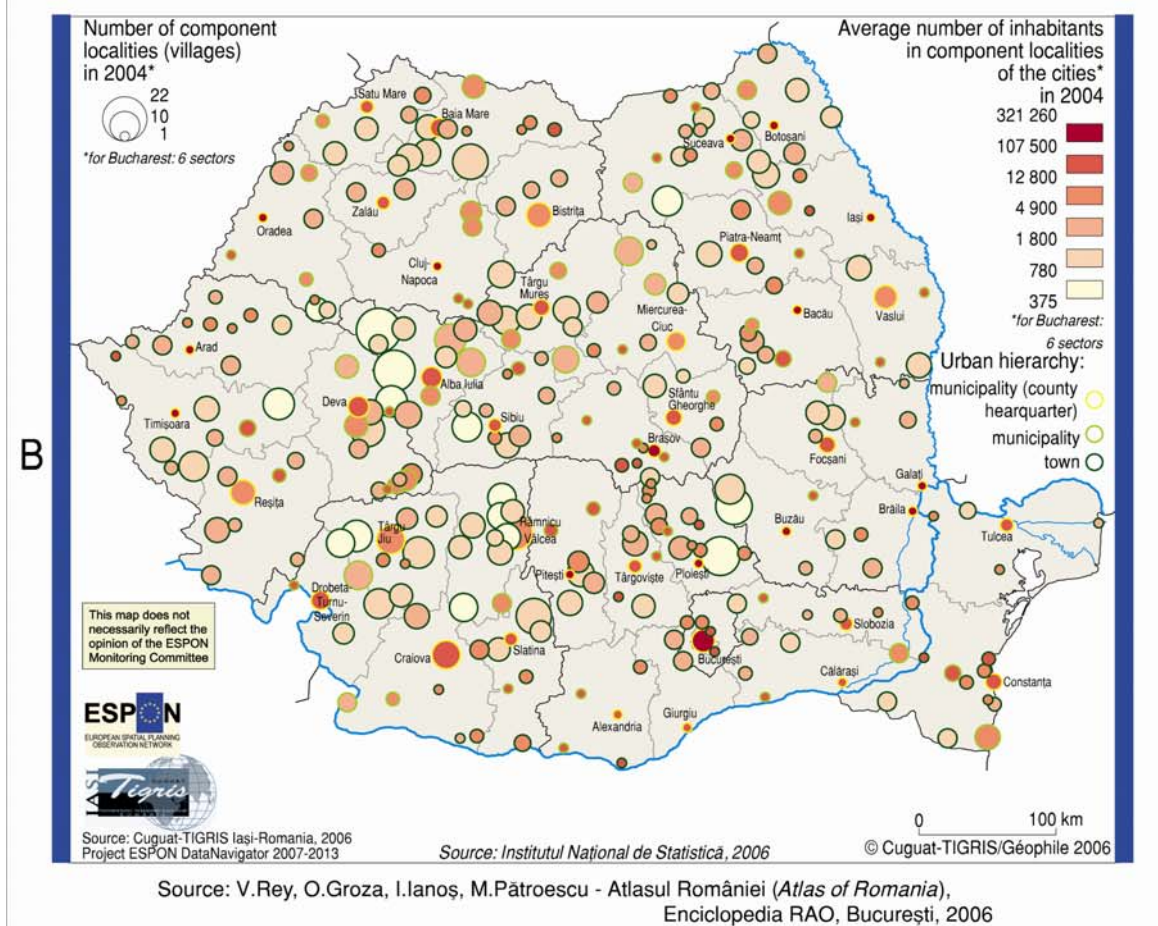 Number of component
localities (villages)
in 2004*
22
10
1
*for Bucharest: 6 sectors
Average number of inhabitants
in component localities
of the cities*
in 2004
321 260
107 500
12 800
4 900
1 800
780
375
*for Bucharest:
6 sectors
Urban hierarchy:
municipality (county
hearquarter)
municipality
town
Satu Mare
Baia Mare
Suceava
Botoşani
Zalău
Bistriţa
Oradea
Iaşi
Piatra-Neamţ
Cluj-
Napoca
Târgu
Mureş
Miercurea-
Ciuc
Bacău
Vaslui
Arad
Alba Iulia
Deva
Sfântu
Gheorghe
Timişoara
Sibiu
Braşov
Focşani
Reşiţa
Galaţi
Brăila
Buzău
Tulcea
Târgu
Jiu
Râmnicu
Vâlcea
Piteşti
Târgovişte
Ploieşti
Drobeta-
Turnu-
Severin
Slobozia
Craiova
Slatina
Bucureşti
Călăraşi
Constanţa
Alexandria
Giurgiu
B
This map does not
necessarily reflect the
opinion of the ESPON
Monitoring Committee
ESPON
EUROPEAN SPATIAL PLANNING
OBSERVATION NETWORK
IASI
Tigris
0 100 km
Source: Cuguat-TIGRIS Iaşi-Romania, 2006
Project ESPON DataNavigator 2007-2013
Source: Institutul Naţional de Statistică, 2006
© Cuguat-TIGRIS/Géophile 2006
Source: V.Rey, O.Groza, I.Ianoş, M.Pătroescu - Atlasul României (Atlas of Romania),
Enciclopedia RAO, Bucureşti, 2006